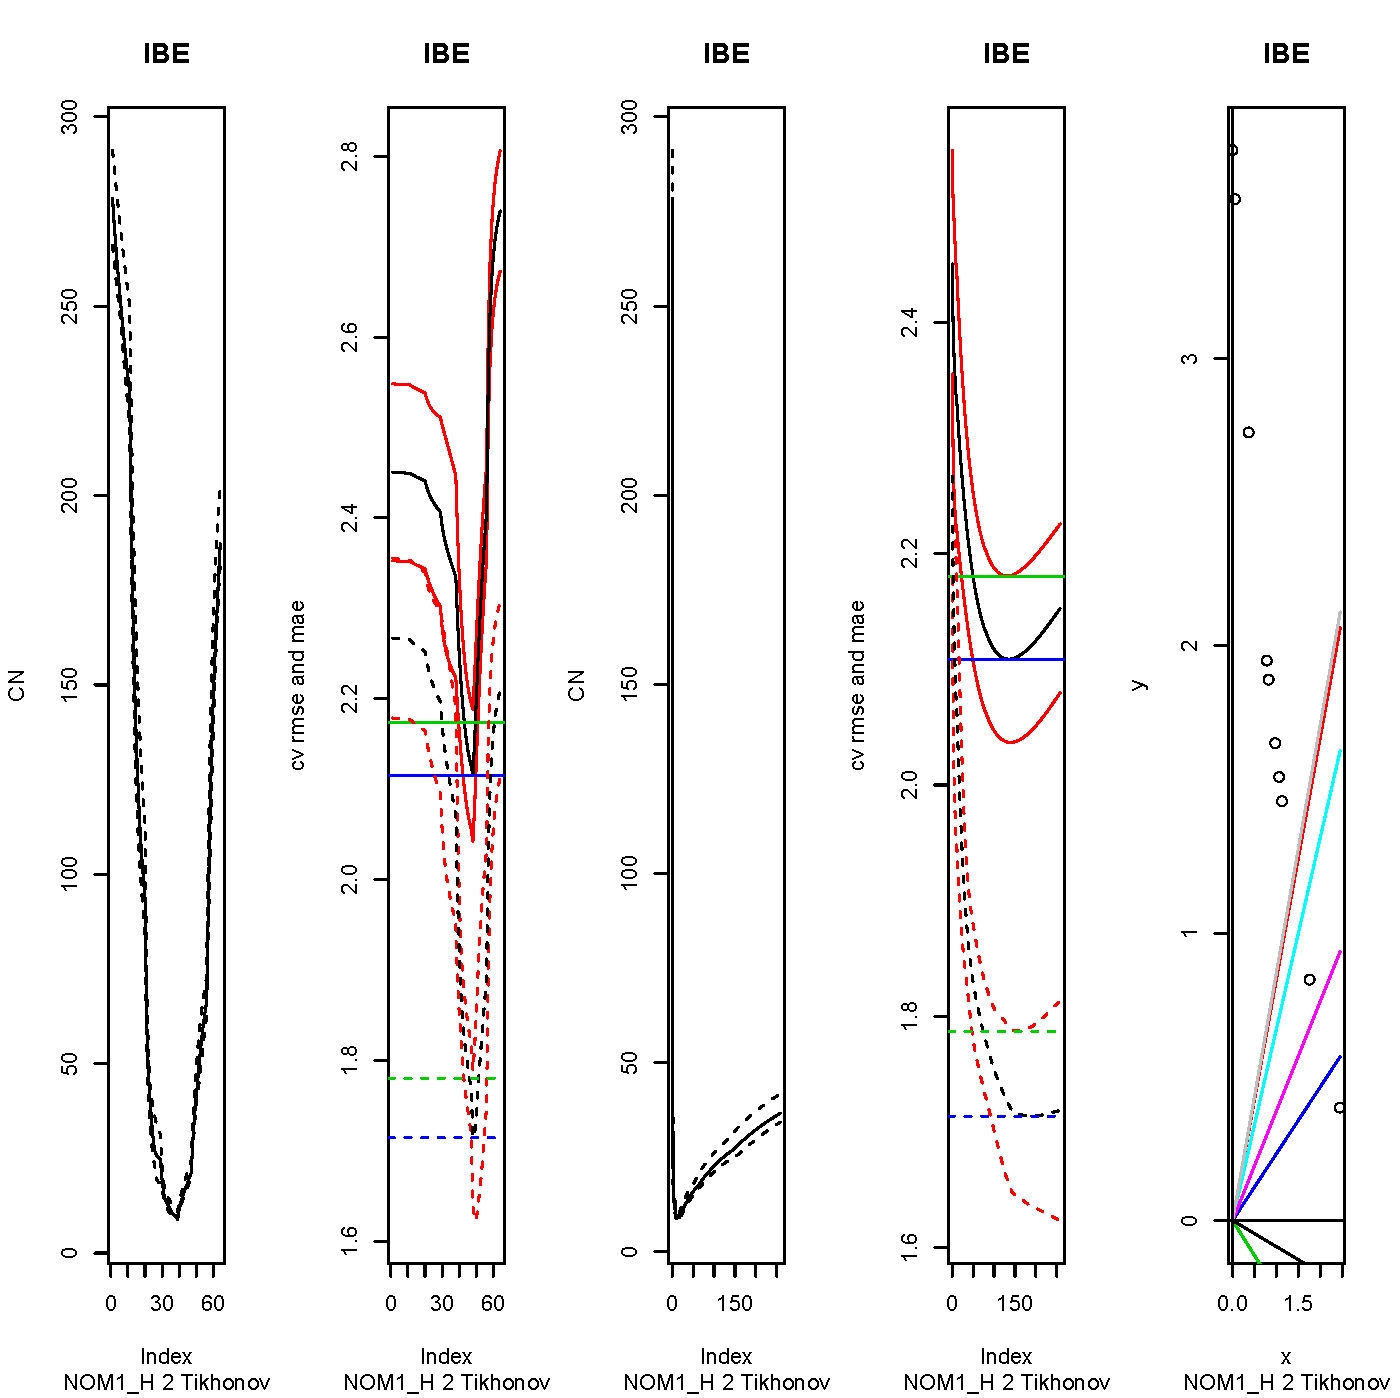 IBE
IBE
IBE
IBE
IBE
CN
0
50
100
150
200
250
300
0 30 60
Index
NOM1_H 2 Tikhonov
cv rmse and mae
1.6
1.8
2.0
2.2
2.4
2.6
2.8
0 30 60
Index
NOM1_H 2 Tikhonov
CN
0
50
100
150
200
250
300
0 150
Index
NOM1_H 2 Tikhonov
cv rmse and mae
1.6
1.8
2.0
2.2
2.4
0 150
Index
NOM1_H 2 Tikhonov
y
0
1
2
3
0.0 1.5
x
NOM1_H 2 Tikhonov